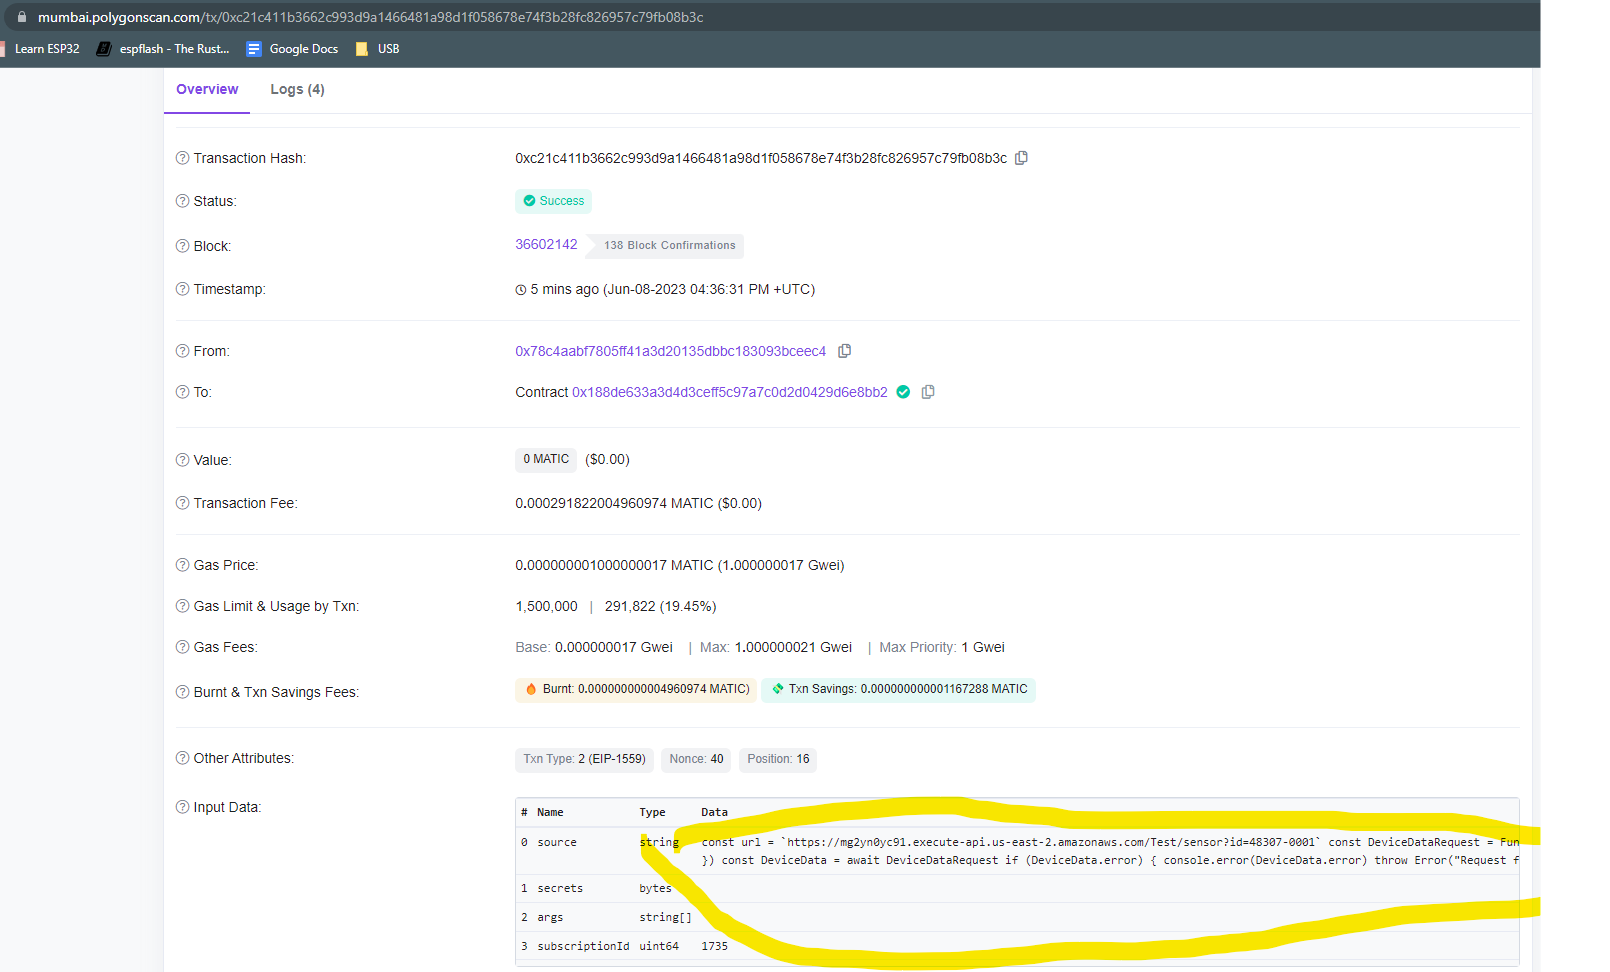 mumbai.polygonscan.com/tx/0xc21c411b3662c993d9a1466481a98d1f058678e74f3b28fc826957c79fb08b3c
Learn ESP32 espflash - The Rust... Google Docs USB
Overview Logs (4)
Transaction Hash: 0xc21c411b3662c993d9a1466481a98d1f058678e74f3b28fc826957c79fb08b3c
Status: Success
Block: 36602142 138 Block Confirmations
Timestamp: 5 mins ago (Jun-08-2023 04:36:31 PM +UTC)
From: 0x78c4aabf7805ff41a3d20135dbbc183093bceec4
To: Contract 0x188de633a3d4d3ceff5c97a7c0d2d0429d6e8bb2
Value: 0 MATIC ($0.00)
Transaction Fee: 0.000291822004960974 MATIC ($0.00)
Gas Price: 0.000000001000000017 MATIC (1.000000017 Gwei)
Gas Limit & Usage by Txn: 1,500,000 | 291,822 (19.45%)
Gas Fees: Base: 0.000000017 Gwei | Max: 1.000000021 Gwei | Max Priority: 1 Gwei
Burnt & Txn Savings Fees: Burnt: 0.000000000004960974 MATIC) Txn Savings: 0.000000000001167288 MATIC
Other Attributes: Txn Type: 2 (EIP-1559) Nonce: 40 Position: 16
Input Data:
# Name Type Data
0 source string const url = `https://mg2yn0yc91.execute-api.us-east-2.amazonaws.com/Test/sensor?id=48307-0001` const DeviceDataRequest = Fun
}) const DeviceData = await DeviceDataRequest if (DeviceData.error) { console.error(DeviceData.error) throw Error("Request f
1 secrets bytes
2 args string[]
3 subscriptionId uint64 1735